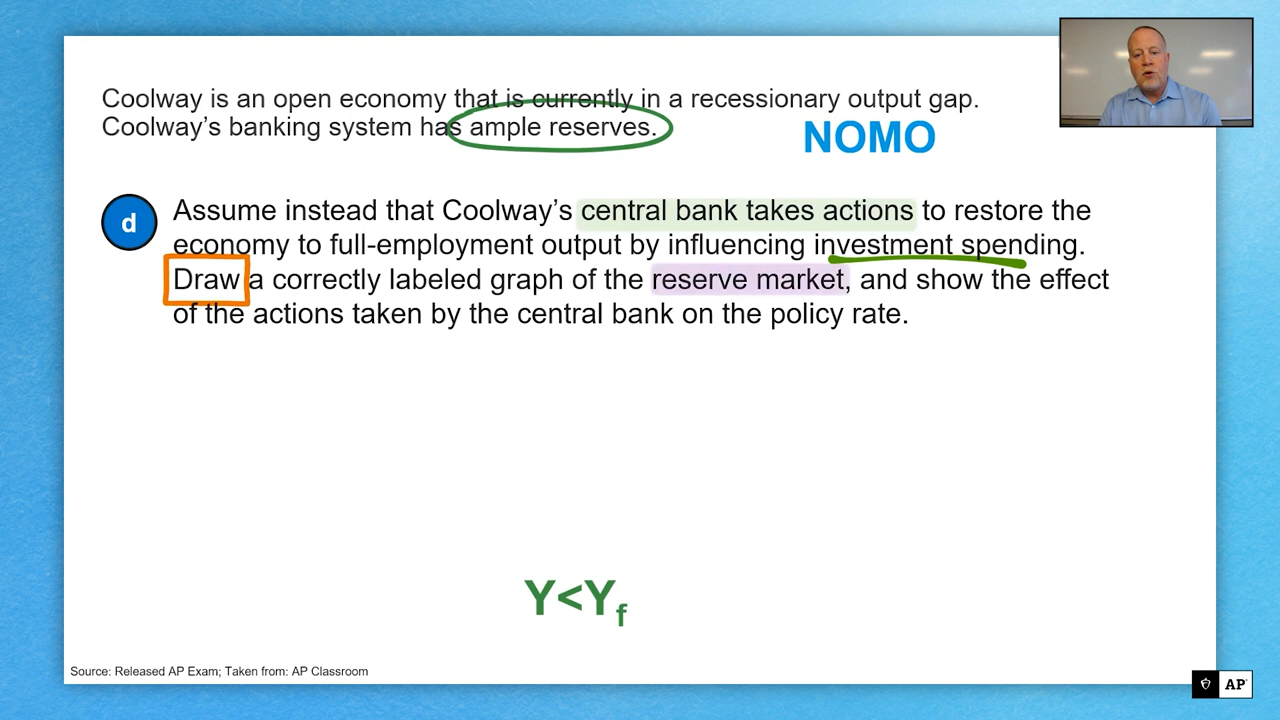 Coolway is an open economy that is currently in a recessionary output gap.
Coolway's banking system has ample reserves.
NOMO
d
Assume instead that Coolway's central bank takes actions to restore the
economy to full-employment output by influencing investment spending.
Draw a correctly labeled graph of the reserve market, and show the effect
of the actions taken by the central bank on the policy rate.
Y<Yf
Source: Released AP Exam; Taken from: AP Classroom
AP